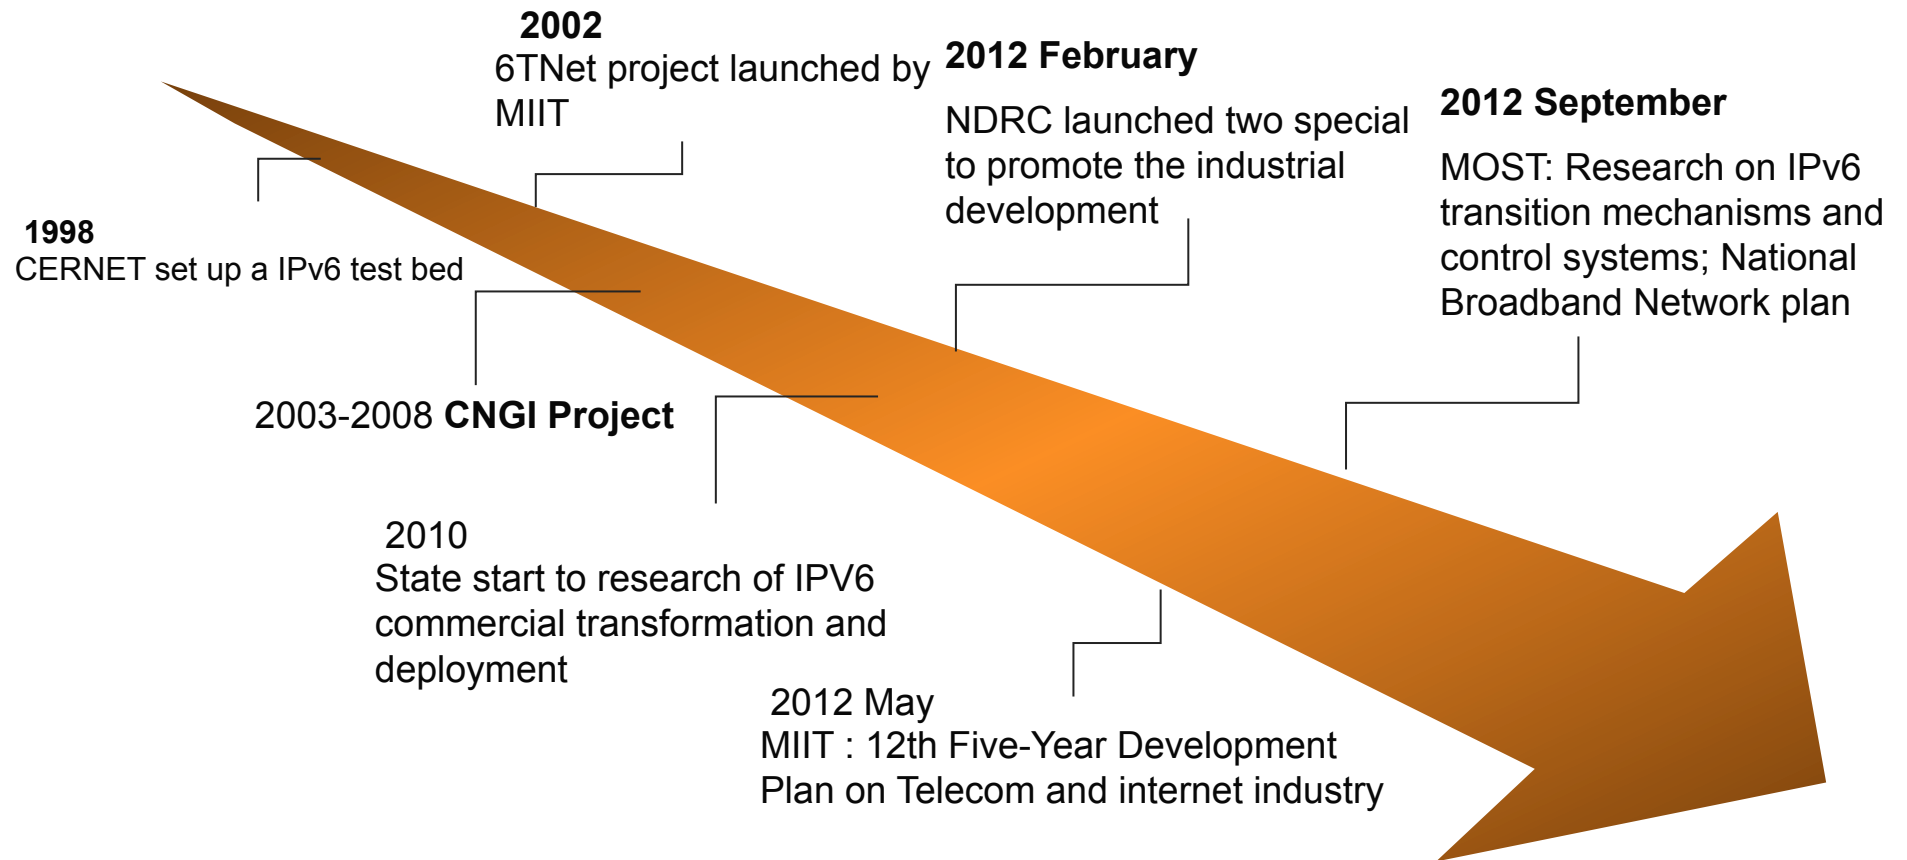 1998
CERNET set up a IPv6 test bed
2002
6TNet project launched by
MIIT
2003-2008 CNGI Project
2010
State start to research of IPV6
commercial transformation and
deployment
2012 February
NDRC launched two special
to promote the industrial
development
2012 May
MIIT : 12th Five-Year Development
Plan on Telecom and internet industry
2012 September
MOST: Research on IPv6
transition mechanisms and
control systems; National
Broadband Network plan